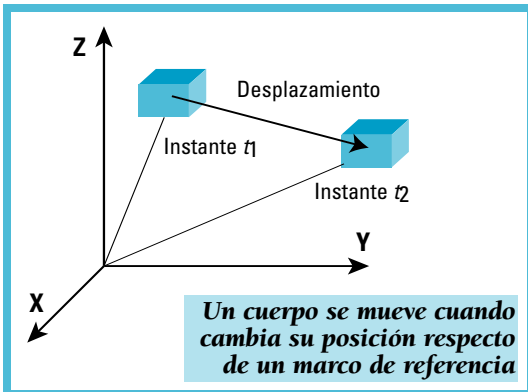 Z
Desplazamiento
Instante t1
Instante t2
Y
X
Un cuerpo se mueve cuando
cambia su posición respecto
de un marco de referencia